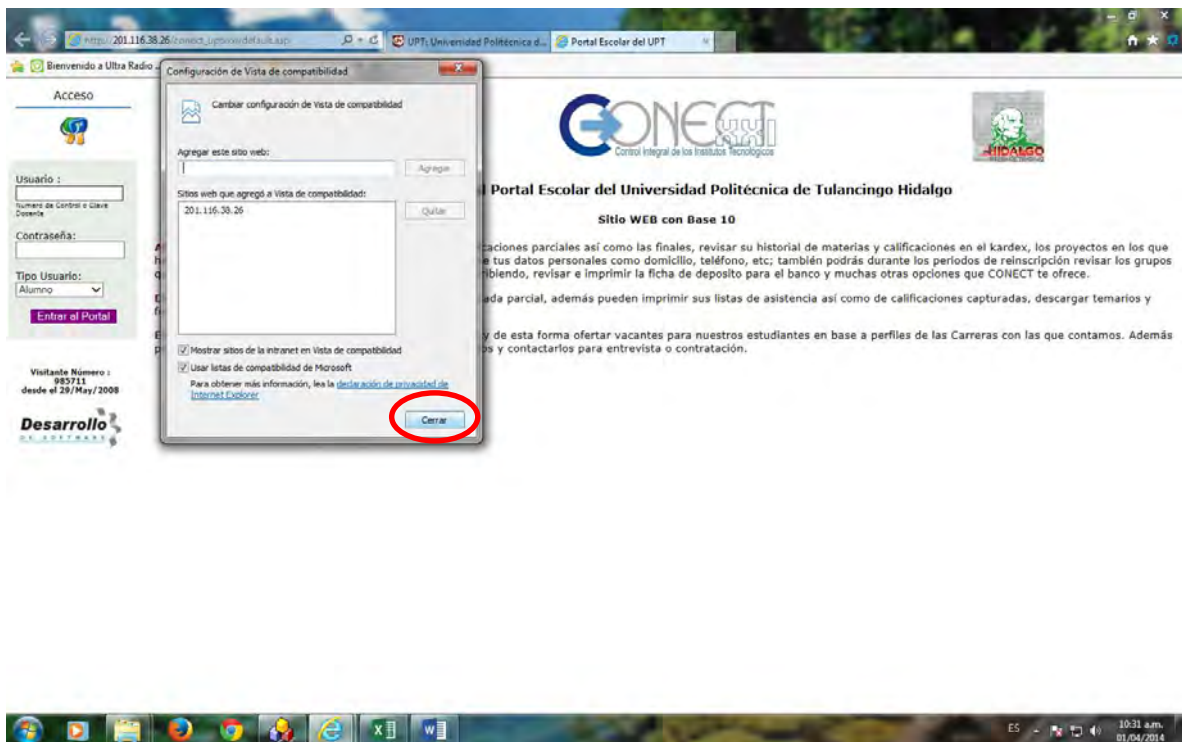 http://201.116.38.26/conect_uptxxi/default.asp
UPT: Universidad Politécnica d...
Portal Escolar del UPT
Bienvenido a Ultra Radio ...
Configuración de Vista de compatibilidad
Cambiar configuración de Vista de compatibilidad
Agregar este sitio web:
Agregar
Sitios web que agregó a Vista de compatibilidad:
201.116.38.26
Quitar
Mostrar sitios de la intranet en Vista de compatibilidad
Usar listas de compatibilidad de Microsoft
Para obtener más información, lea la declaración de privacidad de
Internet Explorer
Cerrar
Acceso
Usuario :
Numero de Control o Clave
Docente
Contraseña:
Tipo Usuario:
Alumno
Entrar al Portal
Visitante Número :
985711
desde el 29/May/2008
Desarrollo
DE SOFTWARE
CONECT XXI
Control Integral de los Institutos Tecnológicos
HIDALGO
Portal Escolar del Universidad Politécnica de Tulancingo Hidalgo
Sitio WEB con Base 10
caciones parciales así como las finales, revisar su historial de materias y calificaciones en el kardex, los proyectos en los que
e tus datos personales como domicilio, teléfono, etc; también podrás durante los periodos de reinscripción revisar los grupos
ribiendo, revisar e imprimir la ficha de deposito para el banco y muchas otras opciones que CONECT te ofrece.
ada parcial, además pueden imprimir sus listas de asistencia así como de calificaciones capturadas, descargar temarios y
y de esta forma ofertar vacantes para nuestros estudiantes en base a perfiles de las Carreras con las que contamos. Además
os y contactarlos para entrevista o contratación.
ES
10:31 a.m.
01/04/2014